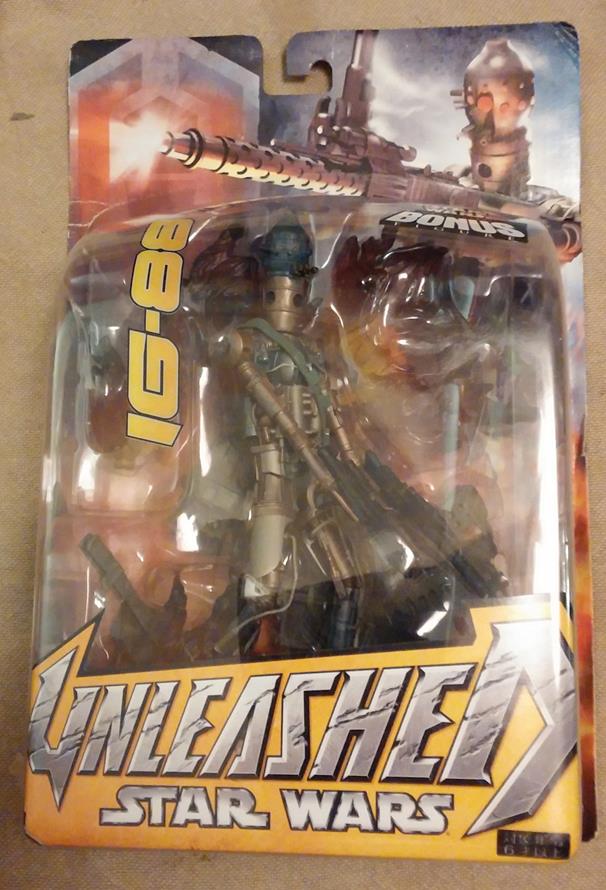 BONUS
IG-88
UNLEASHED
STAR WARS